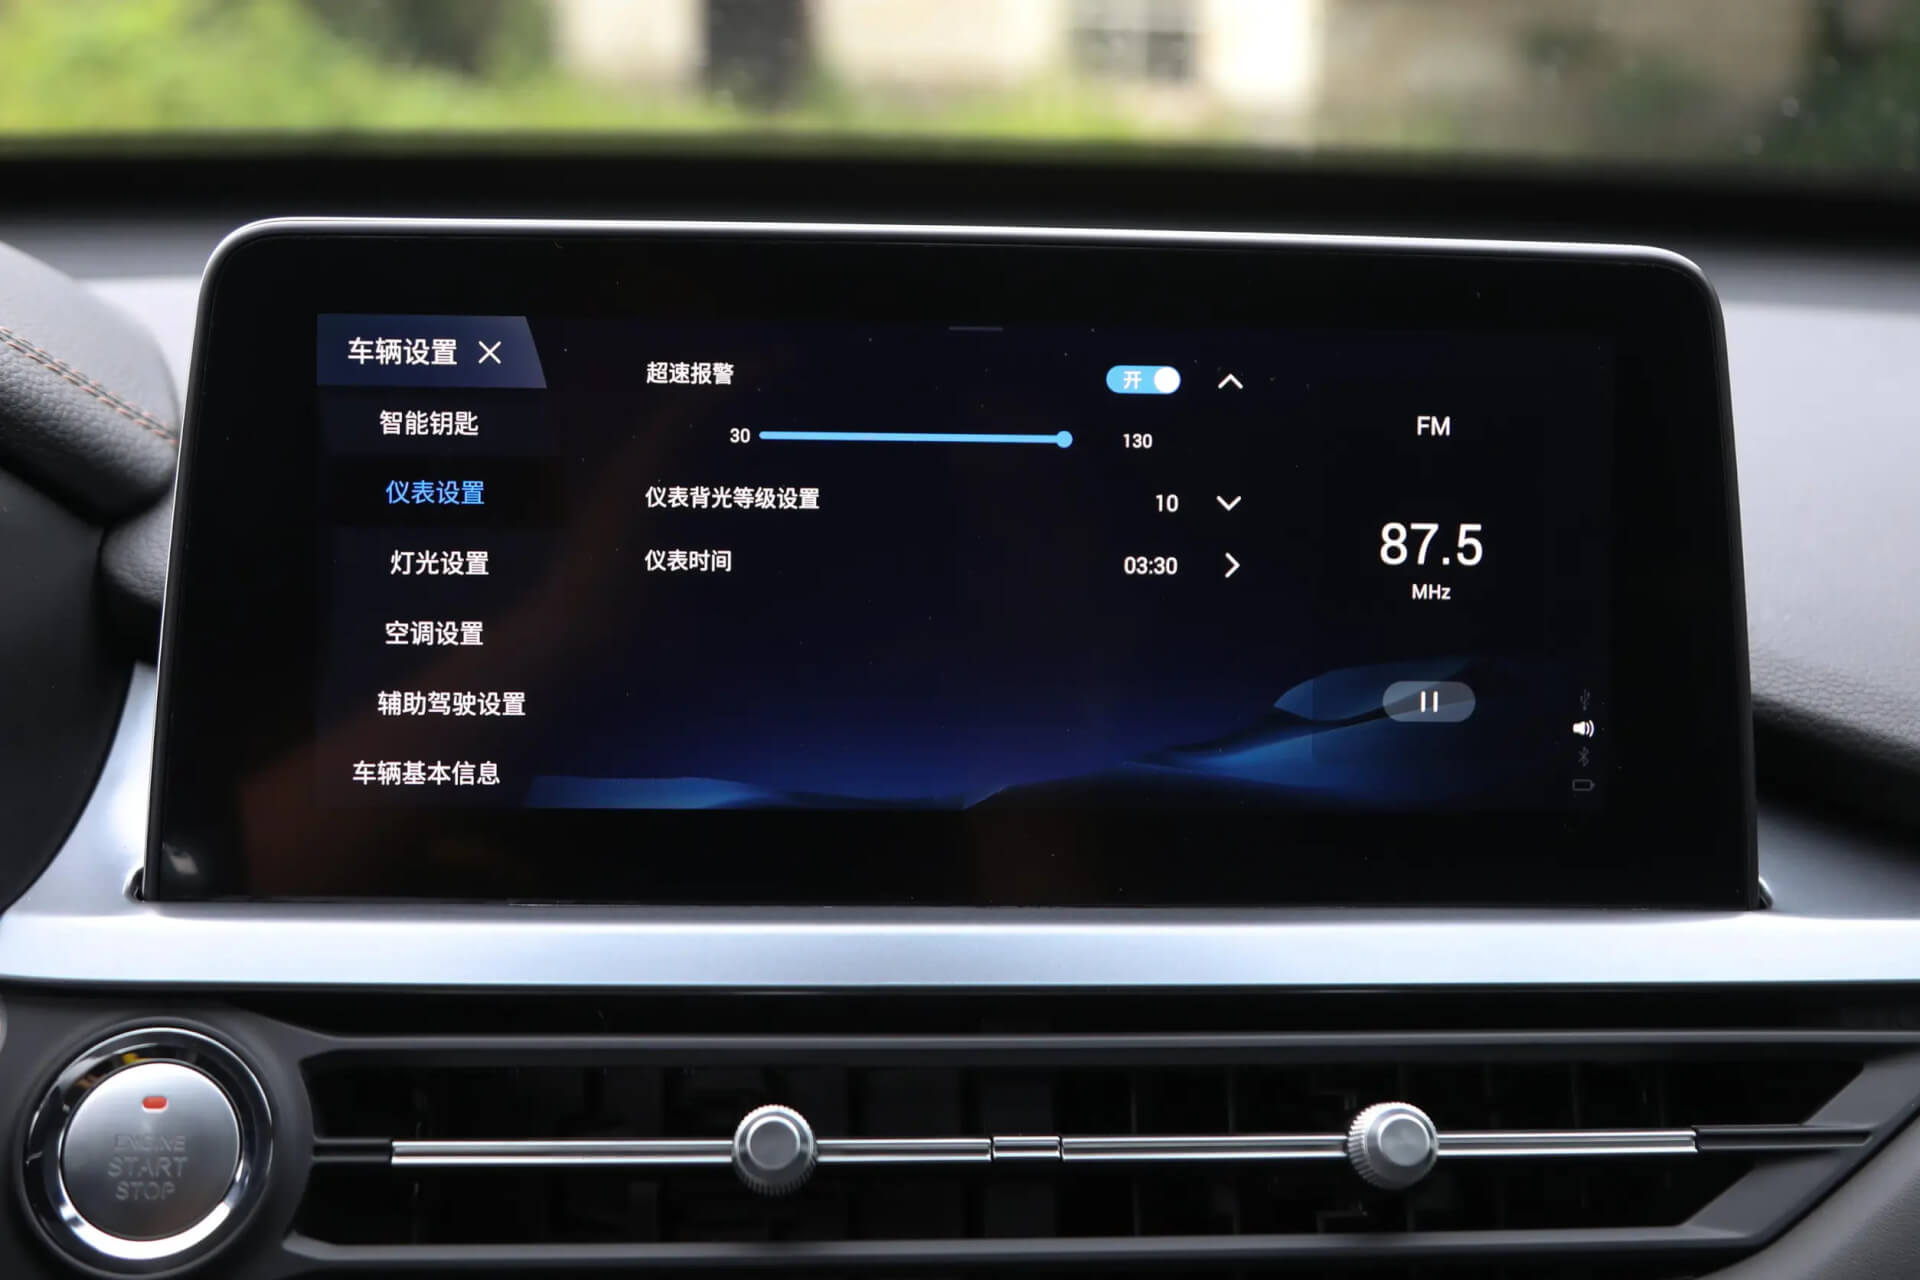 车辆设置
智能钥匙
仪表设置
灯光设置
空调设置
辅助驾驶设置
车辆基本信息
超速报警 开
30 130
仪表背光等级设置 10
仪表时间 03:30
FM
87.5
MHz
ENGINE
START
STOP